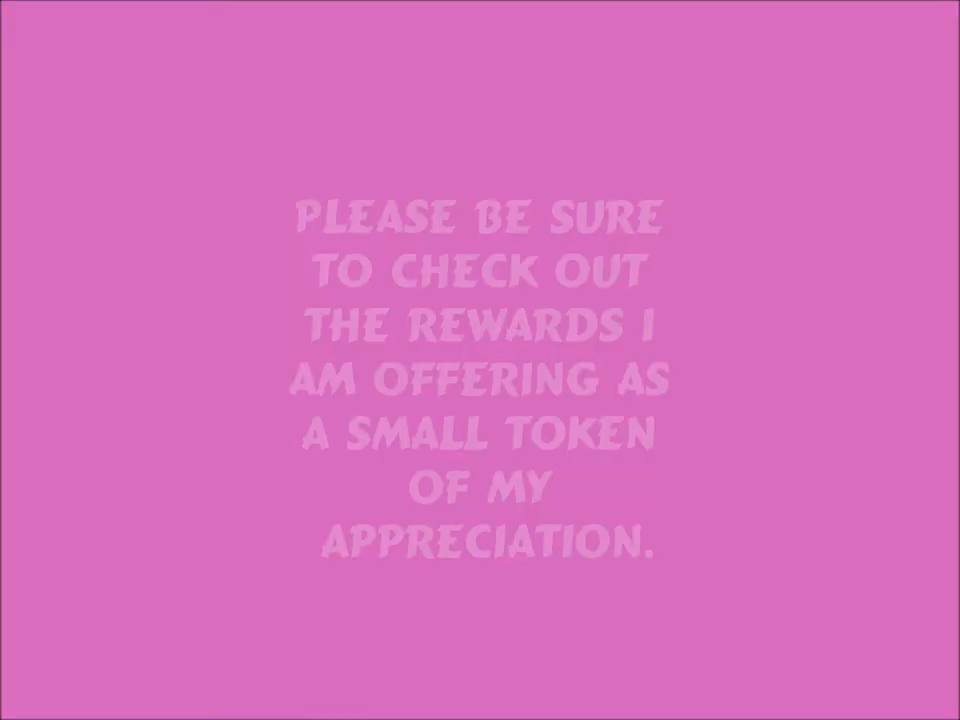 PLEASE BE SURE
TO CHECK OUT
THE REWARDS I
AM OFFERING AS
A SMALL TOKEN
OF MY
APPRECIATION.